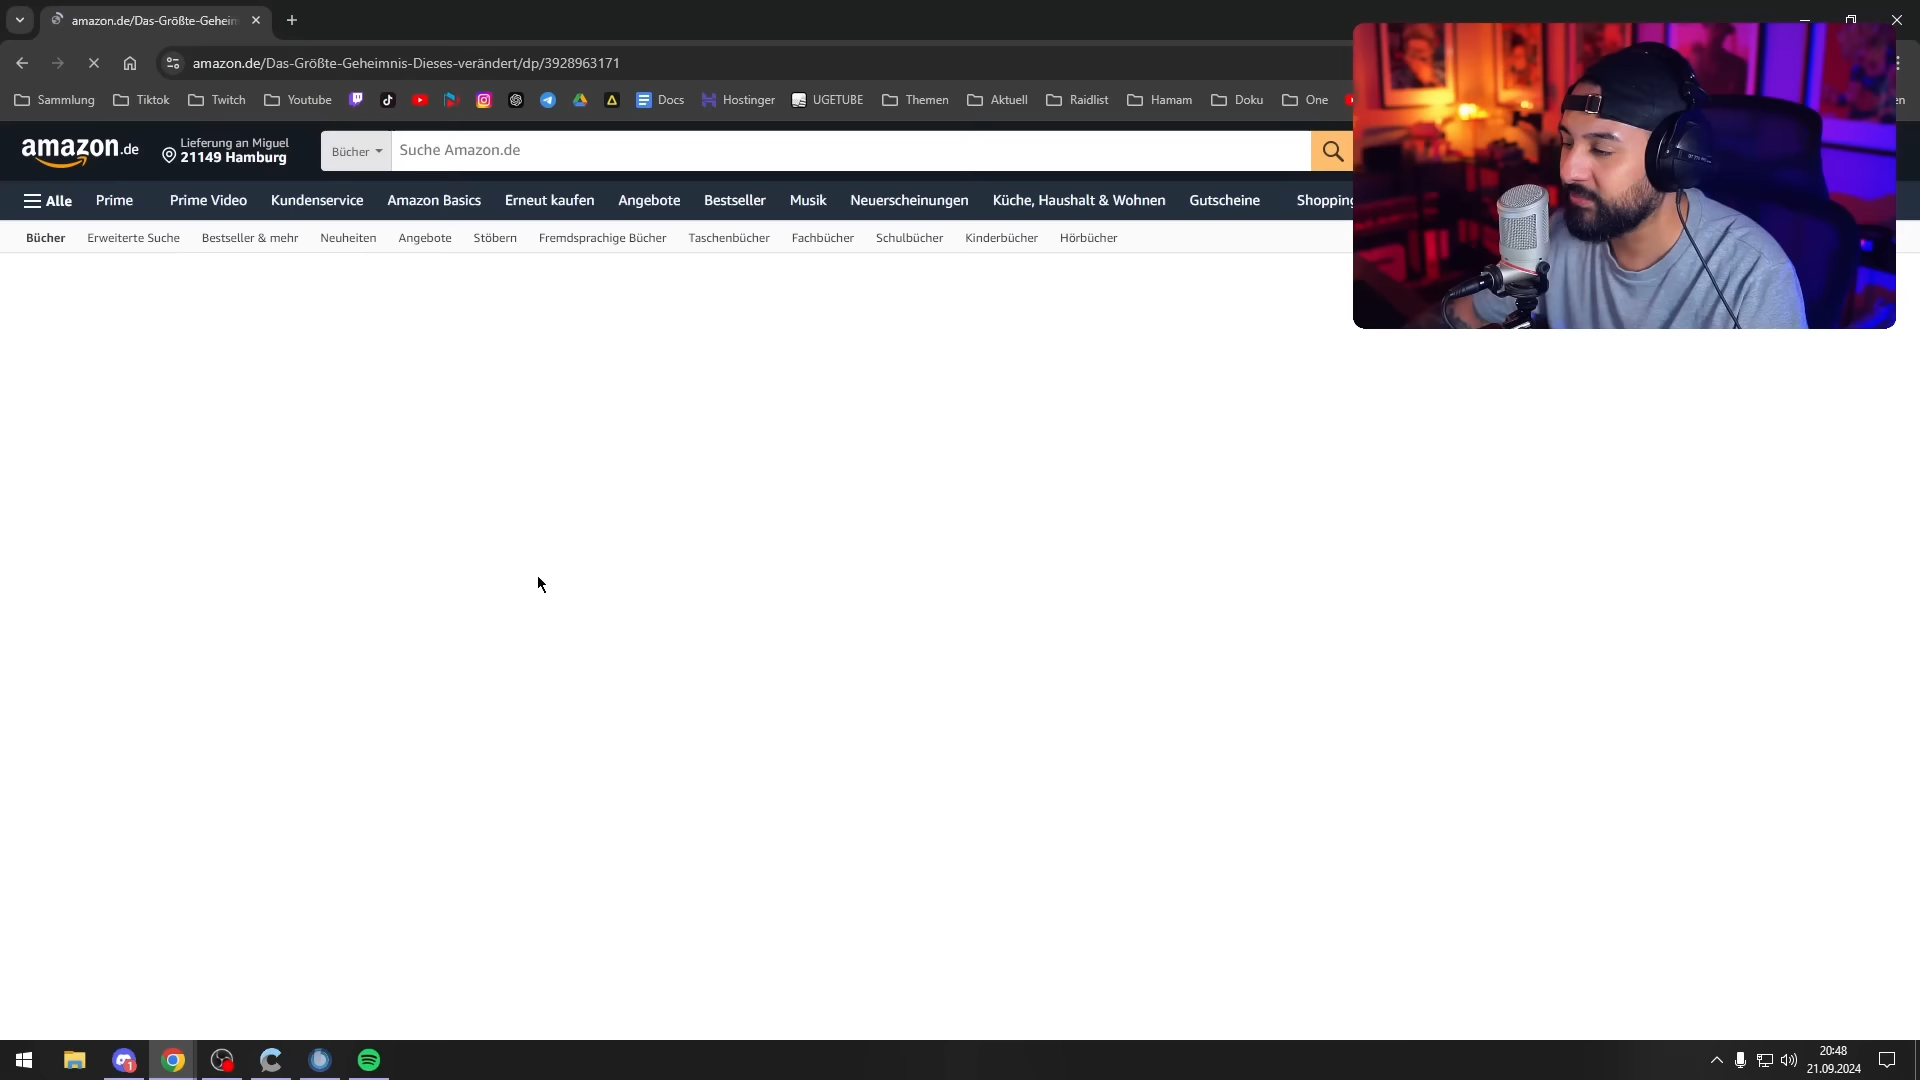 amazon.de/Das-Größte-Geheim
amazon.de/Das-Größte-Geheimnis-Dieses-verändert/dp/3928963171
Sammlung Tiktok Twitch Youtube Docs Hostinger UGETUBE Themen Aktuell Raidlist Hamam Doku One en
amazon.de
Lieferung an Miguel
21149 Hamburg
Bücher
Suche Amazon.de
Alle Prime Prime Video Kundenservice Amazon Basics Erneut kaufen Angebote Bestseller Musik Neuerscheinungen Küche, Haushalt & Wohnen Gutscheine Shopping
Bücher Erweiterte Suche Bestseller & mehr Neuheiten Angebote Stöbern Fremdsprachige Bücher Taschenbücher Fachbücher Schulbücher Kinderbücher Hörbücher
1
20:48
21.09.2024